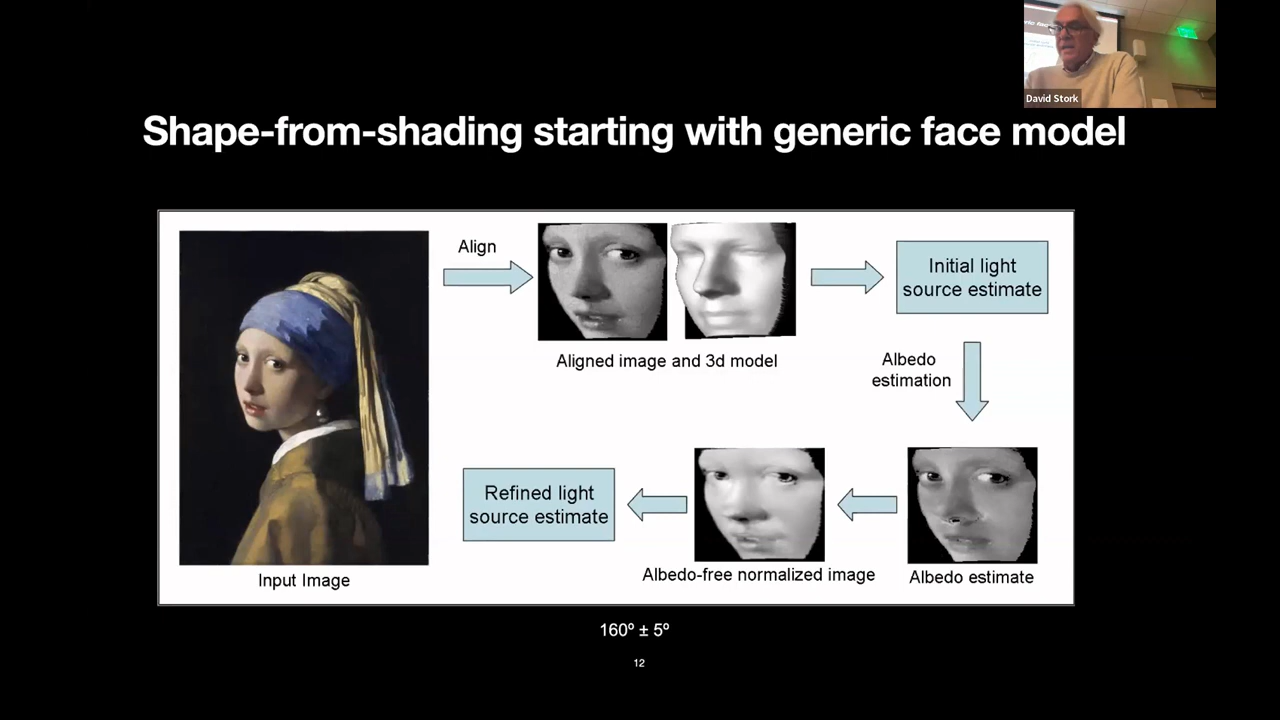 David Stork
Shape-from-shading starting with generic face model
Align
Initial light
source estimate
Aligned image and 3d model
Albedo
estimation
Refined light
source estimate
Input Image
Albedo-free normalized image
Albedo estimate
160º ± 5º
12